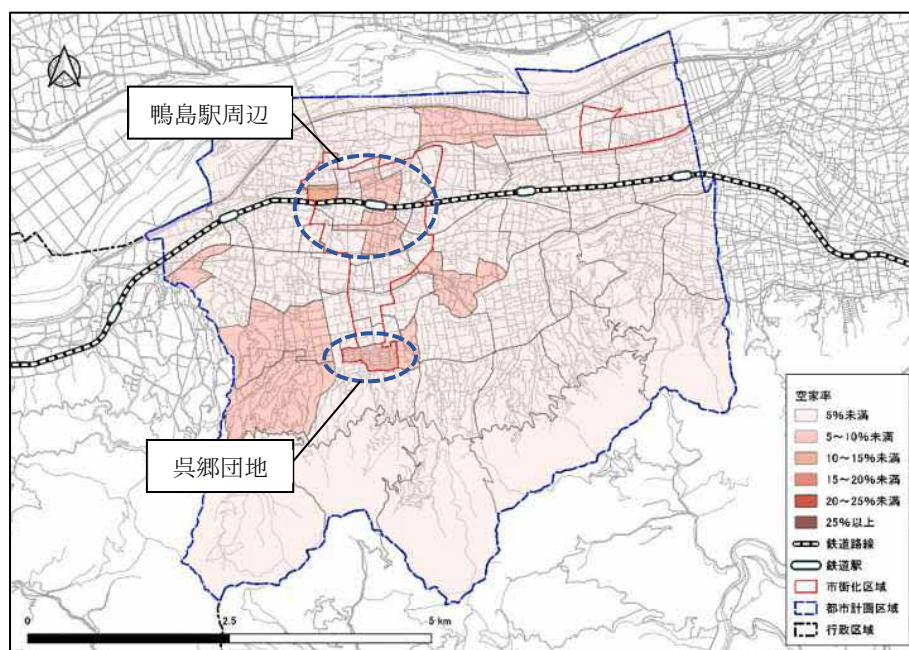 鴨島駅周辺
呉郷団地
空家率
5%未満
5～10%未満
10～15%未満
15～20%未満
20～25%未満
25%以上
鉄道路線
鉄道駅
市街化区域
都市計画区域
行政区域
0 2.5 5 km